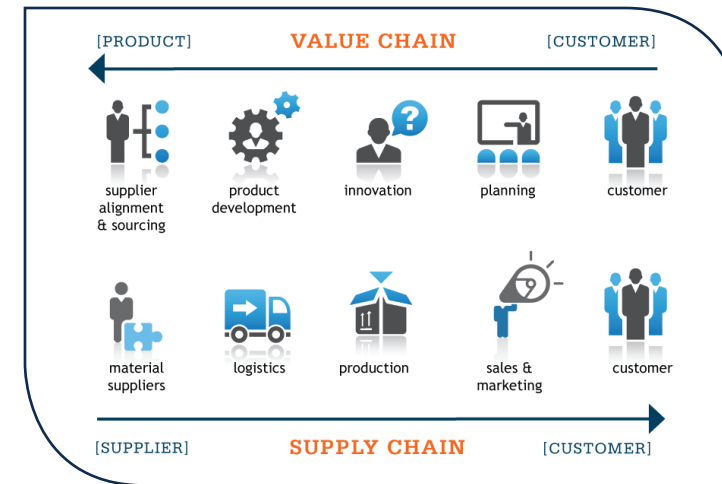 [PRODUCT] VALUE CHAIN [CUSTOMER]
?
supplier alignment & sourcing
product development
innovation
planning
customer
material suppliers
logistics
production
sales & marketing
customer
[SUPPLIER] SUPPLY CHAIN [CUSTOMER]